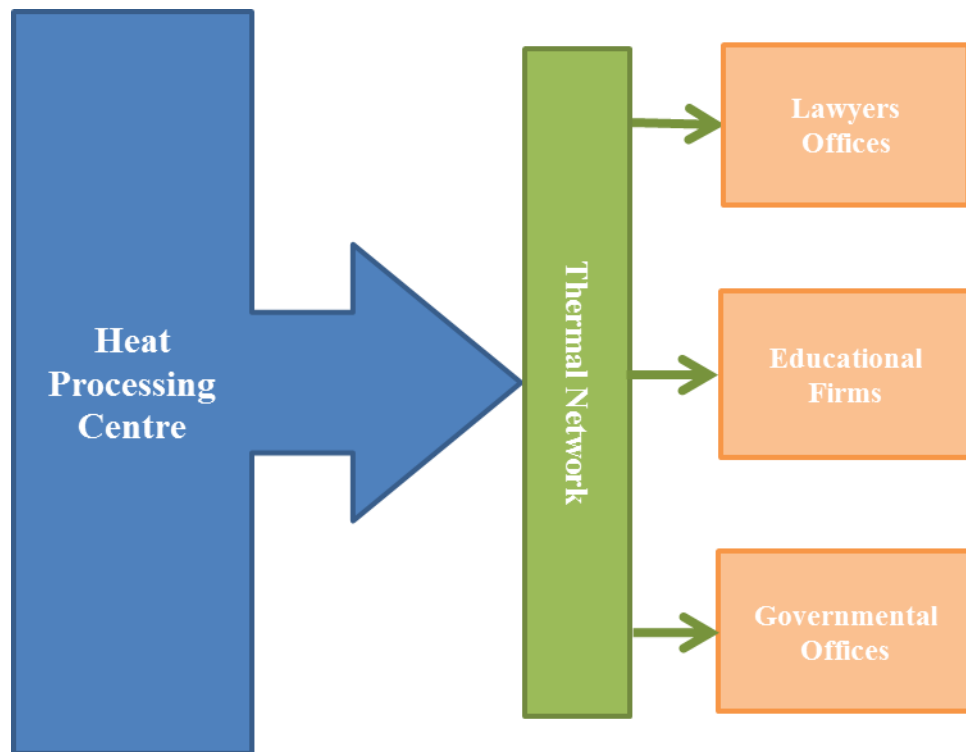 Heat
Processing
Centre
Thermal Network
Lawyers
Offices
Educational
Firms
Governmental
Offices